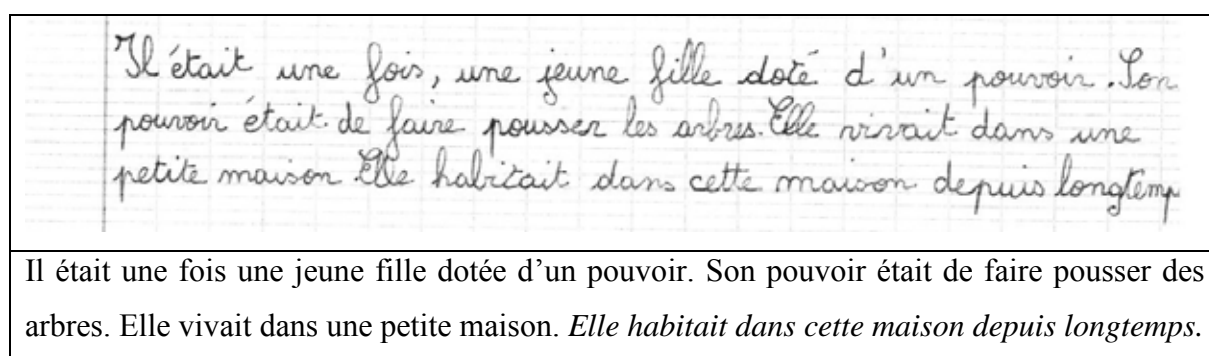 Il était une fois, une jeune fille doté d'un pouvoir. Son
pouvoir était de faire pousser les arbres. Elle vivait dans une
petite maison Elle habitait dans cette maison depuis longtemp
Il était une fois une jeune fille dotée d’un pouvoir. Son pouvoir était de faire pousser des
arbres. Elle vivait dans une petite maison. Elle habitait dans cette maison depuis longtemps.